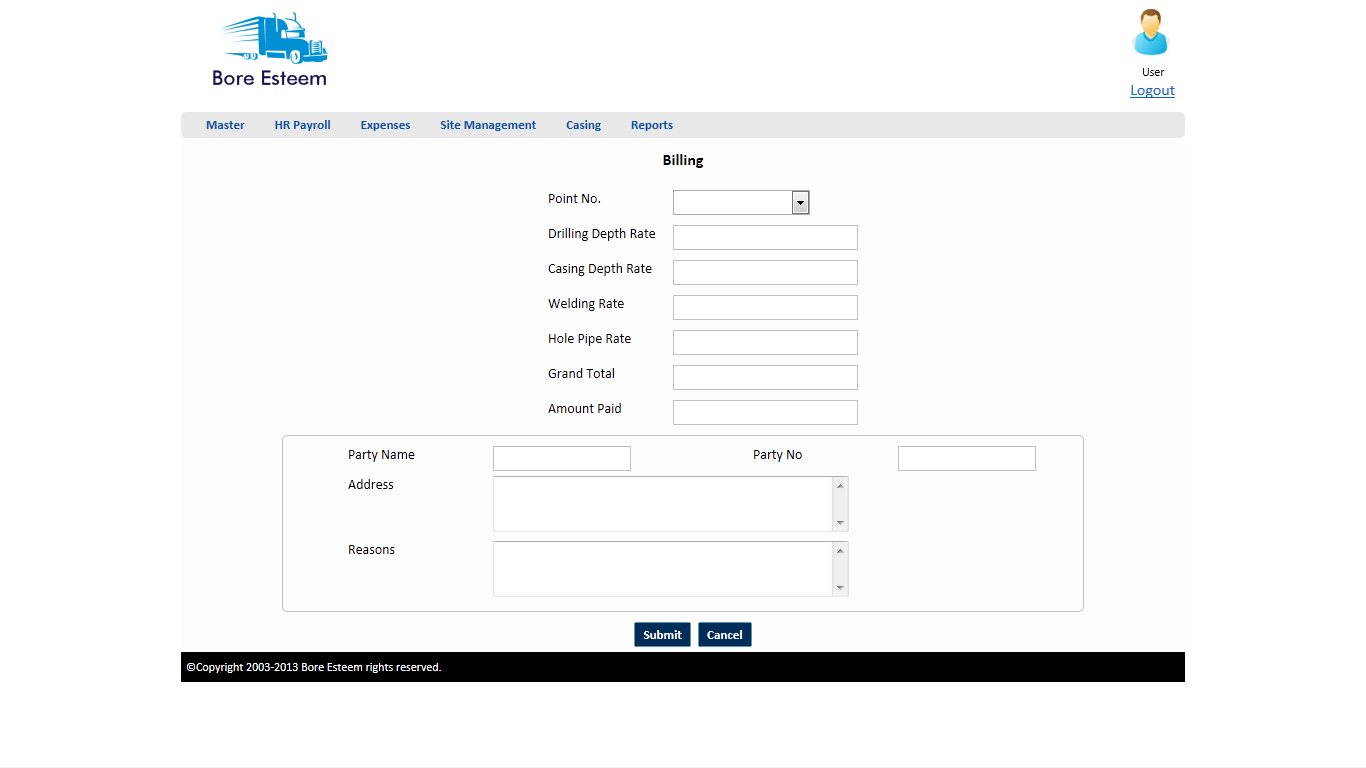 Bore Esteem
User
Logout
Master HR Payroll Expenses Site Management Casing Reports
Billing
Point No.
Drilling Depth Rate
Casing Depth Rate
Welding Rate
Hole Pipe Rate
Grand Total
Amount Paid
Party Name Party No
Address
Reasons
Submit Cancel
©Copyright 2003-2013 Bore Esteem rights reserved.